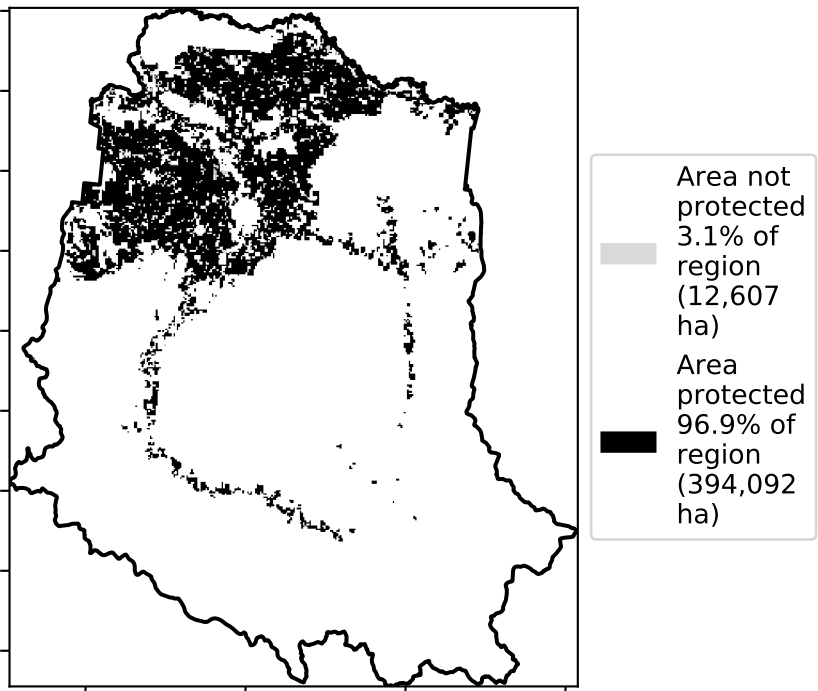 Area not
protected
3.1% of
region
(12,607
ha)
Area
protected
96.9% of
region
(394,092
ha)